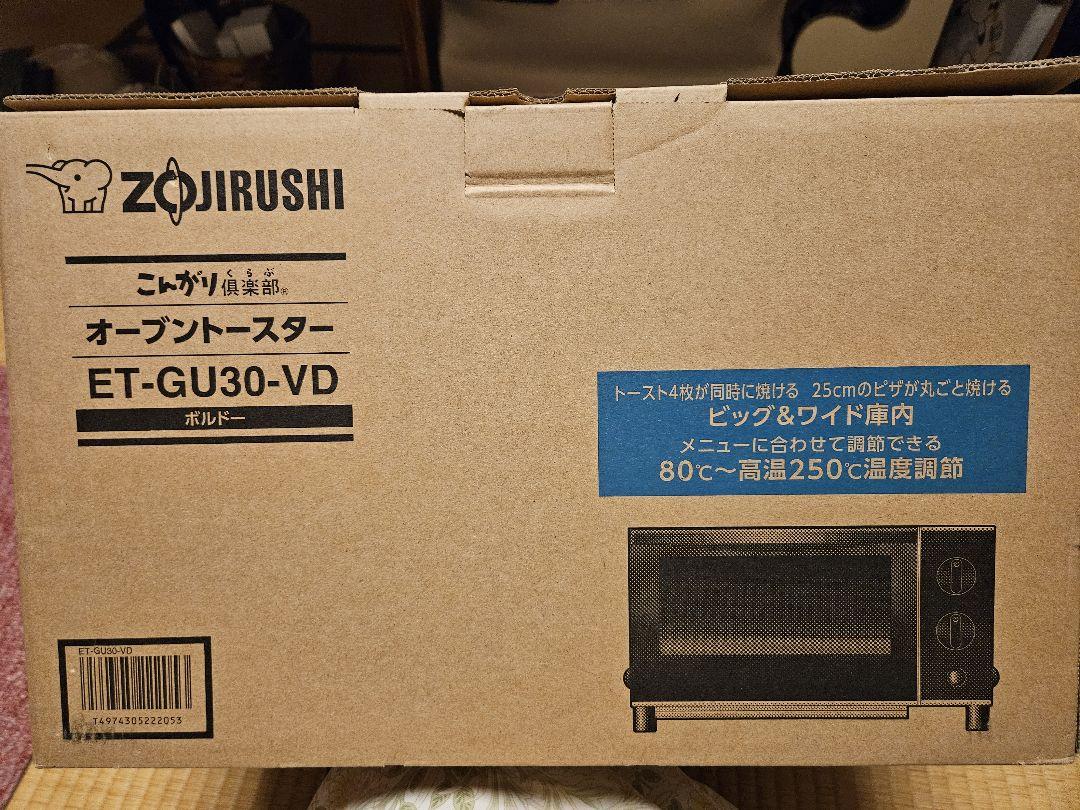 ZOJIRUSHI
こんがり倶楽部®
くらぶ
オーブントースター
ET-GU30-VD
ボルドー
トースト4枚が同時に焼ける 25cmのピザが丸ごと焼ける
ビッグ&ワイド庫内
メニューに合わせて調節できる
80℃～高温250℃温度調節
ET-GU30-VD
T4974305222053